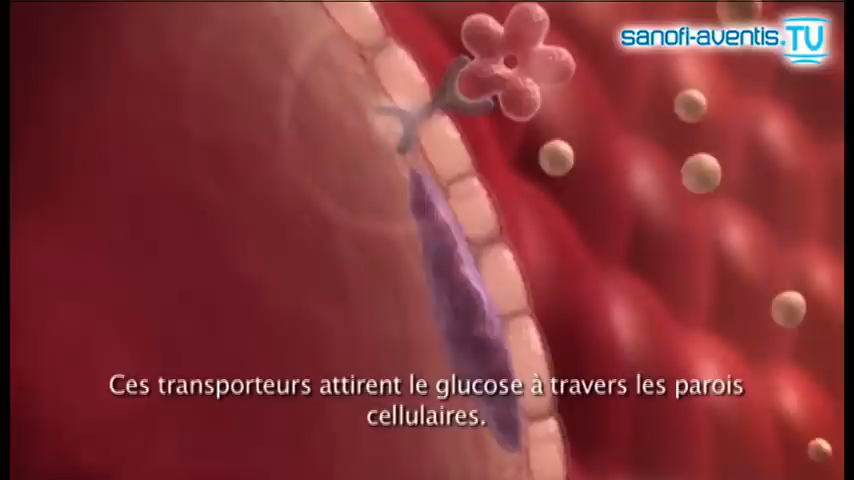 sanofi-aventis.TV
Ces transporteurs attirent le glucose à travers les parois
cellulaires.